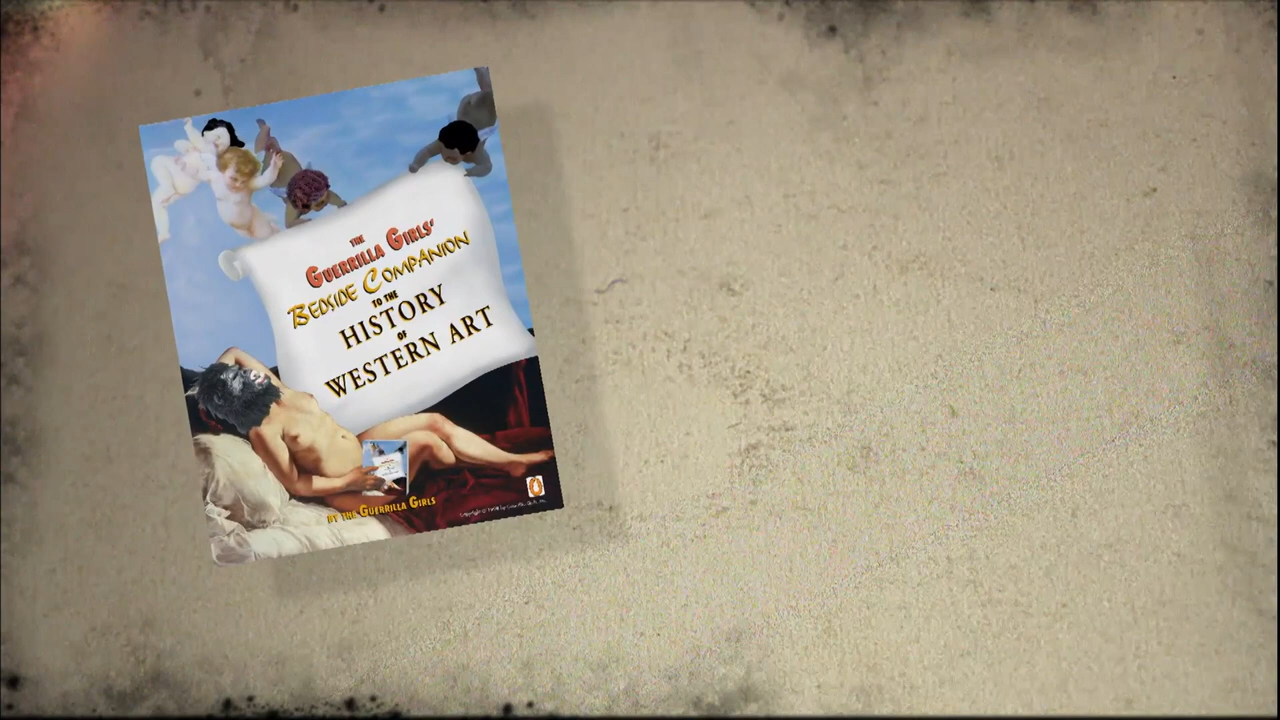 THE
GUERRILLA GIRLS'
BEDSIDE COMPANION
TO THE
HISTORY
OF
WESTERN ART
BY THE GUERRILLA GIRLS